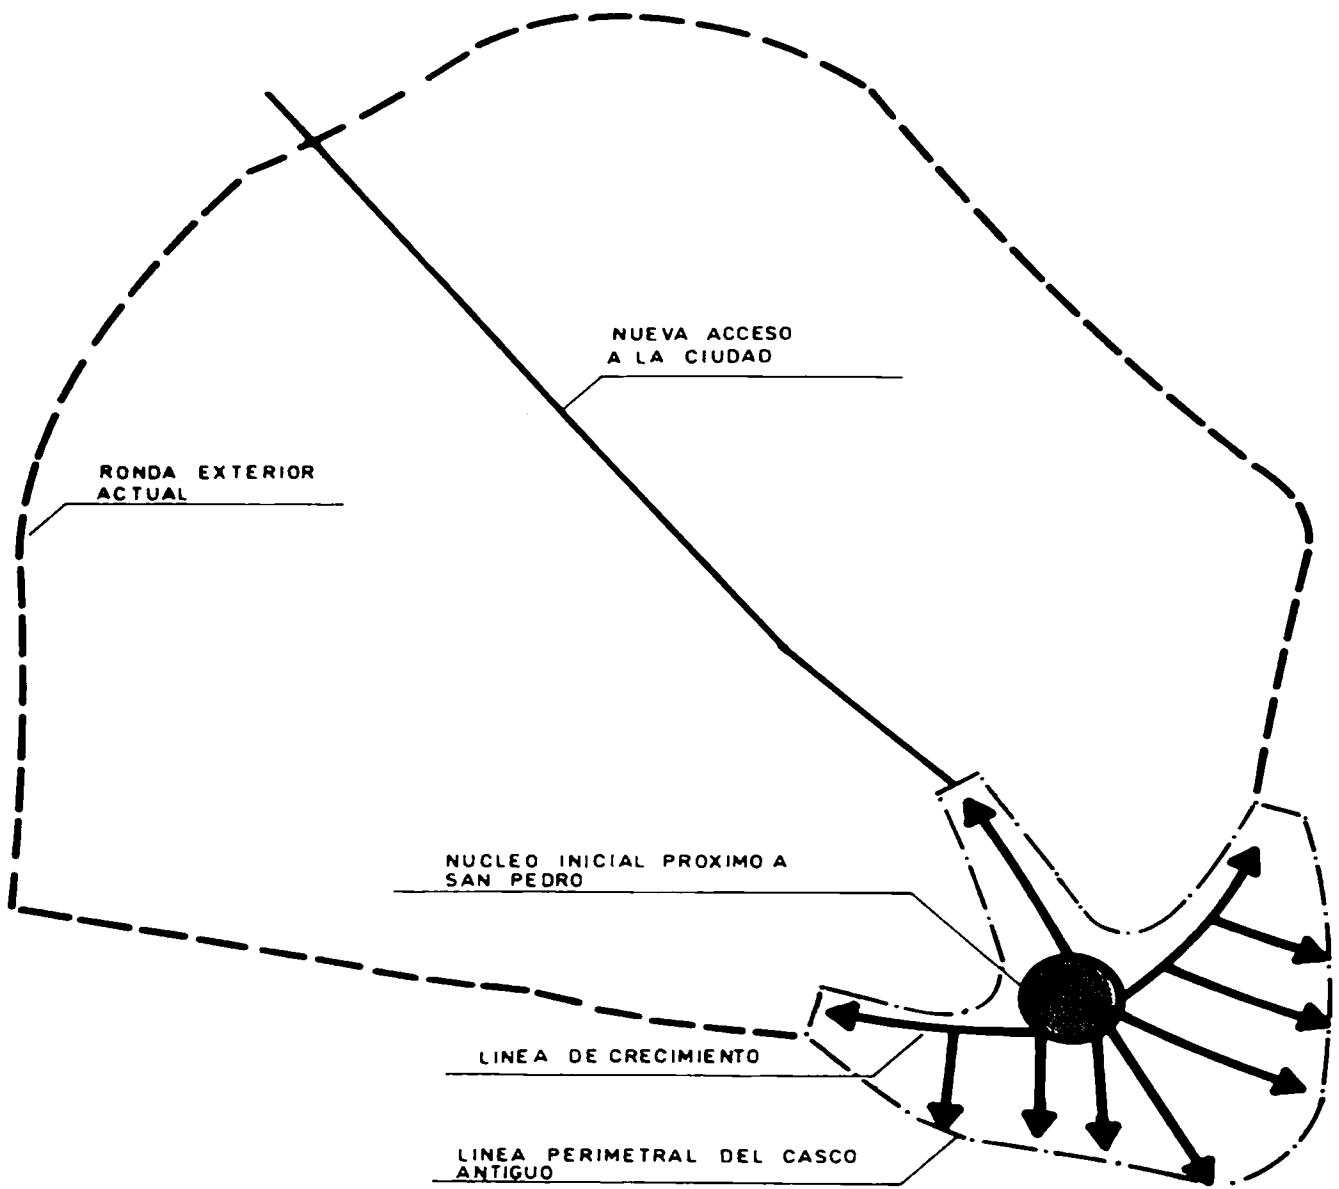 NUEVA ACCESO
A LA CIUDAD
RONDA EXTERIOR
ACTUAL
NUCLEO INICIAL PROXIMO A
SAN PEDRO
LINEA DE CRECIMIENTO
LINEA PERIMETRAL DEL CASCO
ANTIGUO